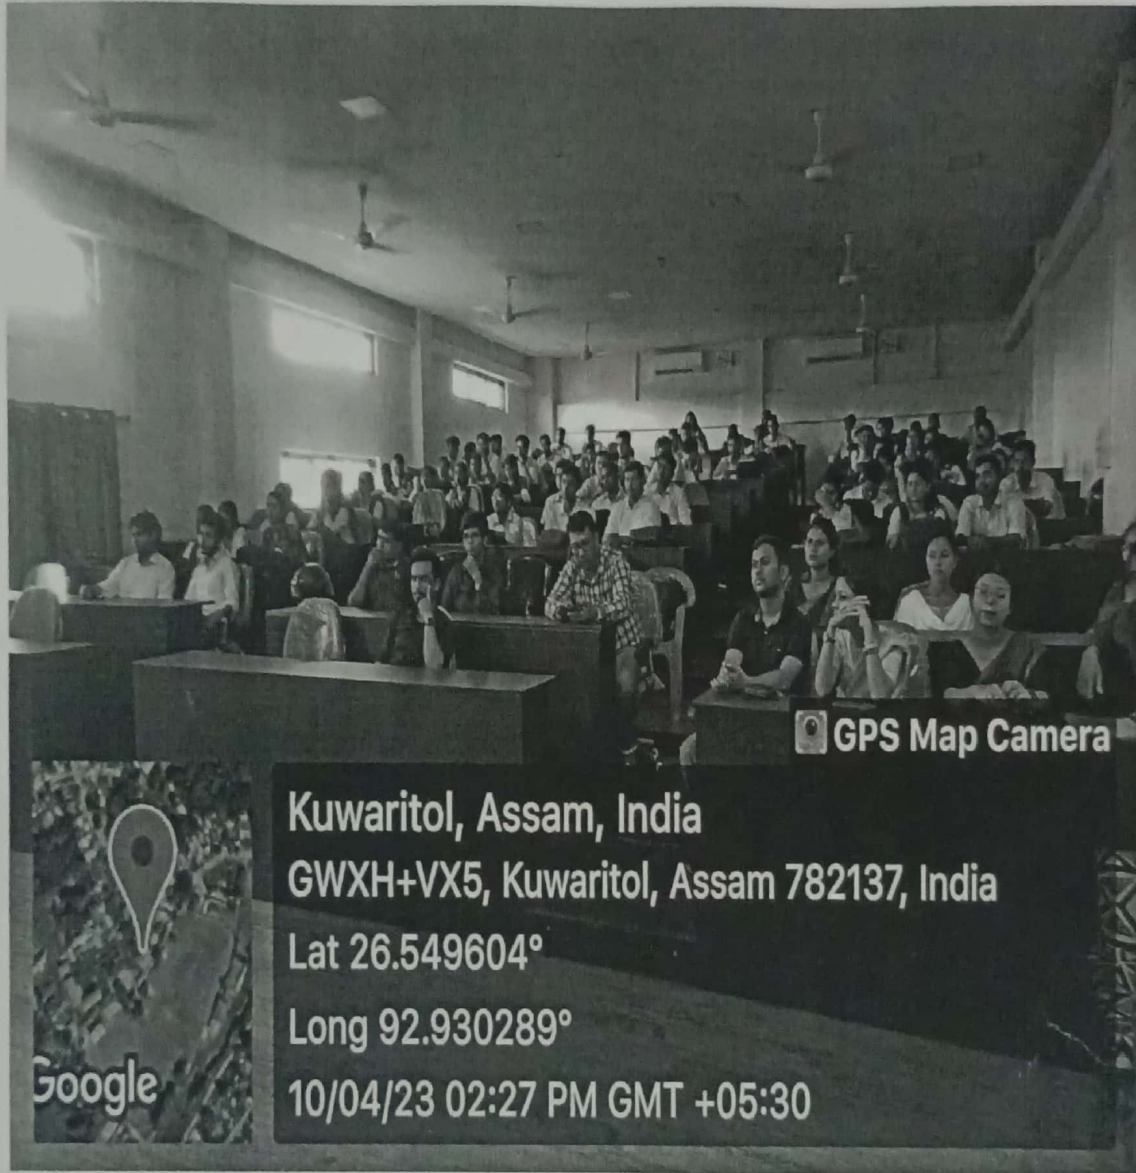 GPS Map Camera
Kuwaritol, Assam, India
GWXH+VX5, Kuwaritol, Assam 782137, India
Lat 26.549604°
Long 92.930289°
10/04/23 02:27 PM GMT +05:30
Google